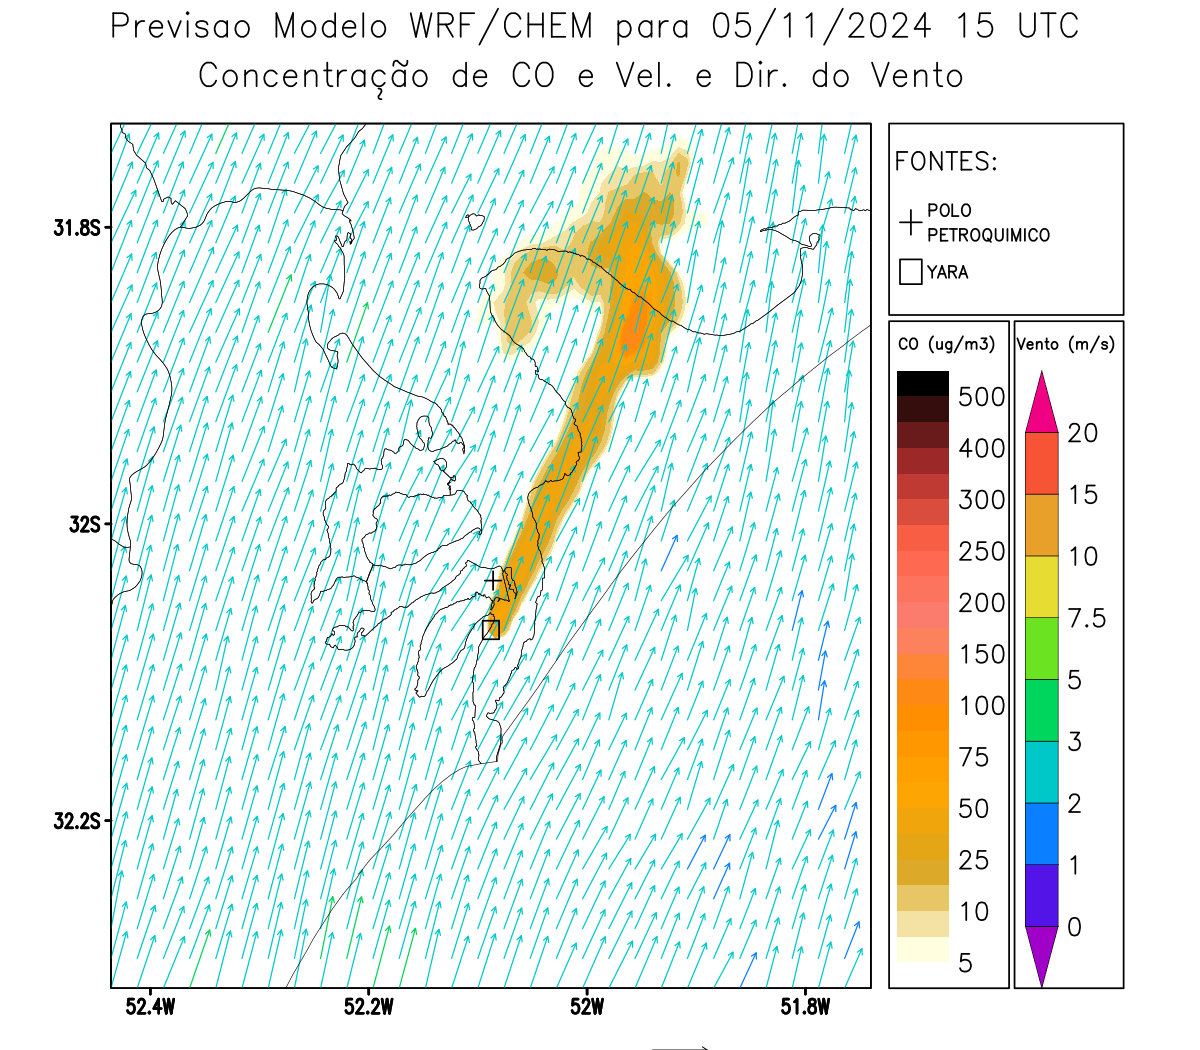 Previsao Modelo WRF/CHEM para 05/11/2024 15 UTC
Concentração de CO e Vel. e Dir. do Vento
FONTES:
POLO
PETROQUIMICO
YARA
CO (ug/m3)
500
400
300
250
200
150
100
75
50
25
10
5
Vento (m/s)
20
15
10
7.5
5
3
2
1
0
31.8S
32S
32.2S
52.4W
52.2W
52W
51.8W